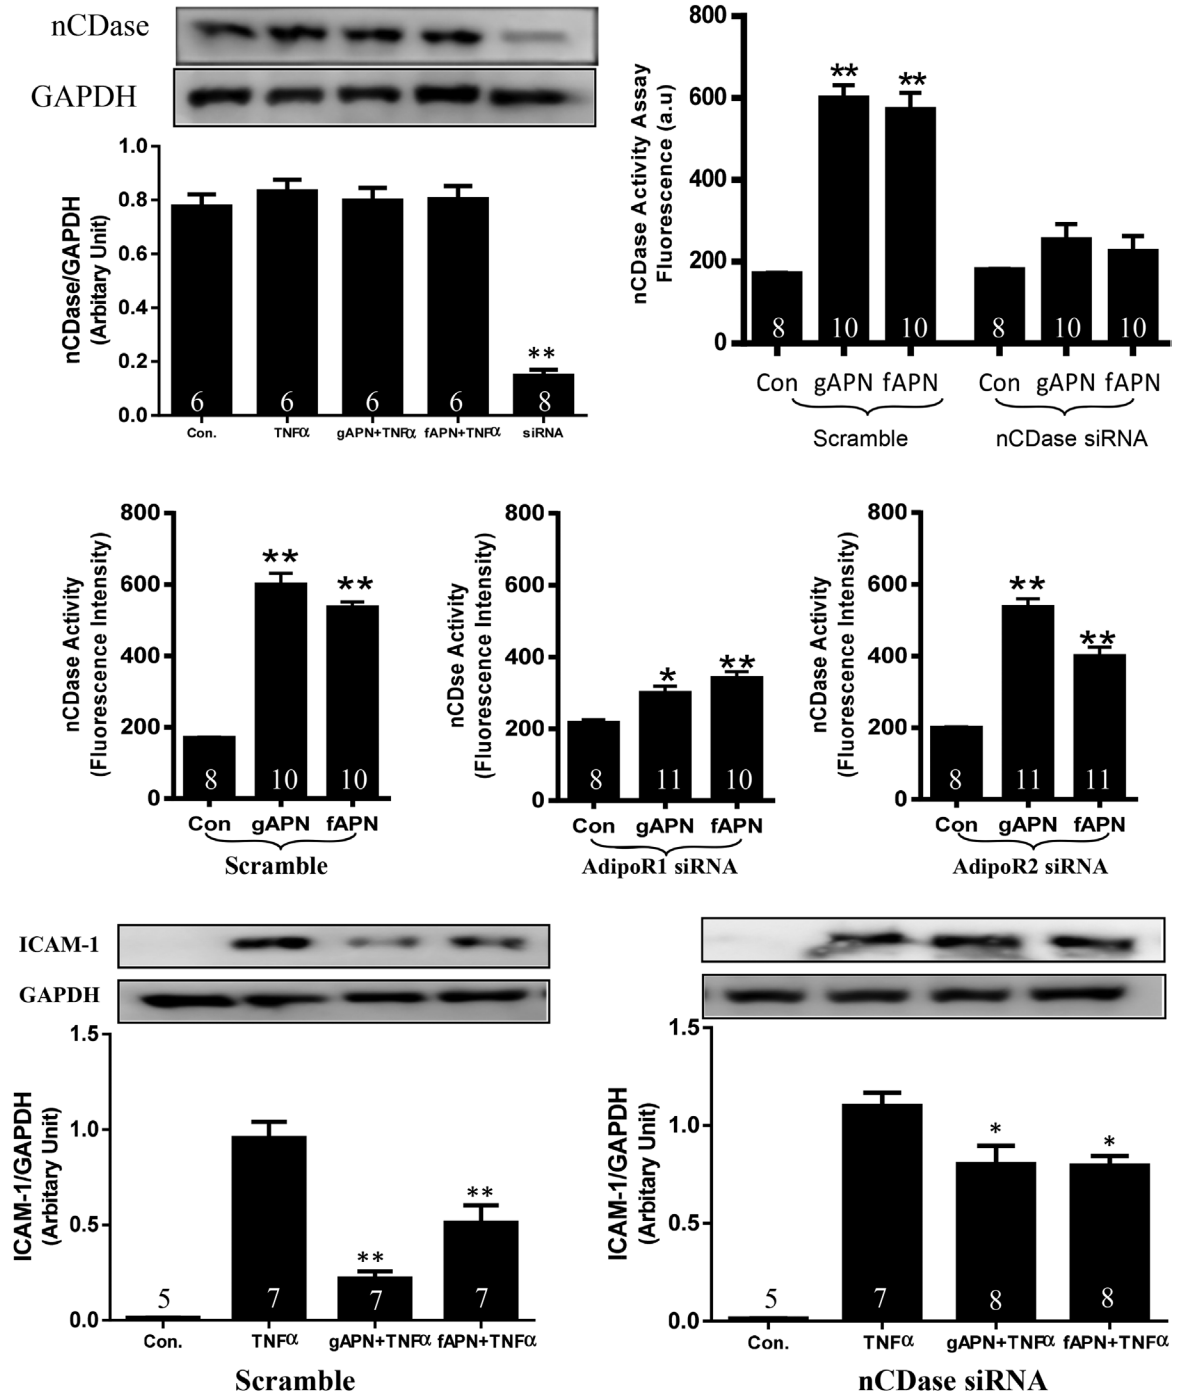 nCDase
GAPDH
nCDase/GAPDH
(Arbitary Unit)
1.0
0.8
0.6
0.4
0.2
0.0
**
6
6
6
6
8
Con.
TNFα
gAPN+TNFα
fAPN+TNFα
siRNA
nCDase Activity Assay
Fluorescence (a.u)
800
600
400
200
0
**
**
8
10
10
8
10
10
Con
gAPN
fAPN
Con
gAPN
fAPN
Scramble
nCDase siRNA
nCDase Activity
(Fluorescence Intensity)
800
600
400
200
0
**
**
8
10
10
Con
gAPN
fAPN
Scramble
nCDse Activity
(Fluorescence Intensity)
800
600
400
200
0
*
**
8
11
10
Con
gAPN
fAPN
AdipoR1 siRNA
nCDase Activity
(Fluorescence Intensity)
800
600
400
200
0
**
**
8
11
11
Con
gAPN
fAPN
AdipoR2 siRNA
ICAM-1
GAPDH
ICAM-1/GAPDH
(Arbitary Unit)
1.5
1.0
0.5
0.0
**
**
5
7
7
7
Con.
TNFα
gAPN+TNFα
fAPN+TNFα
Scramble
ICAM-1/GAPDH
(Arbitary Unit)
1.5
1.0
0.5
0.0
*
*
5
7
8
8
Con.
TNFα
gAPN+TNFα
fAPN+TNFα
nCDase siRNA